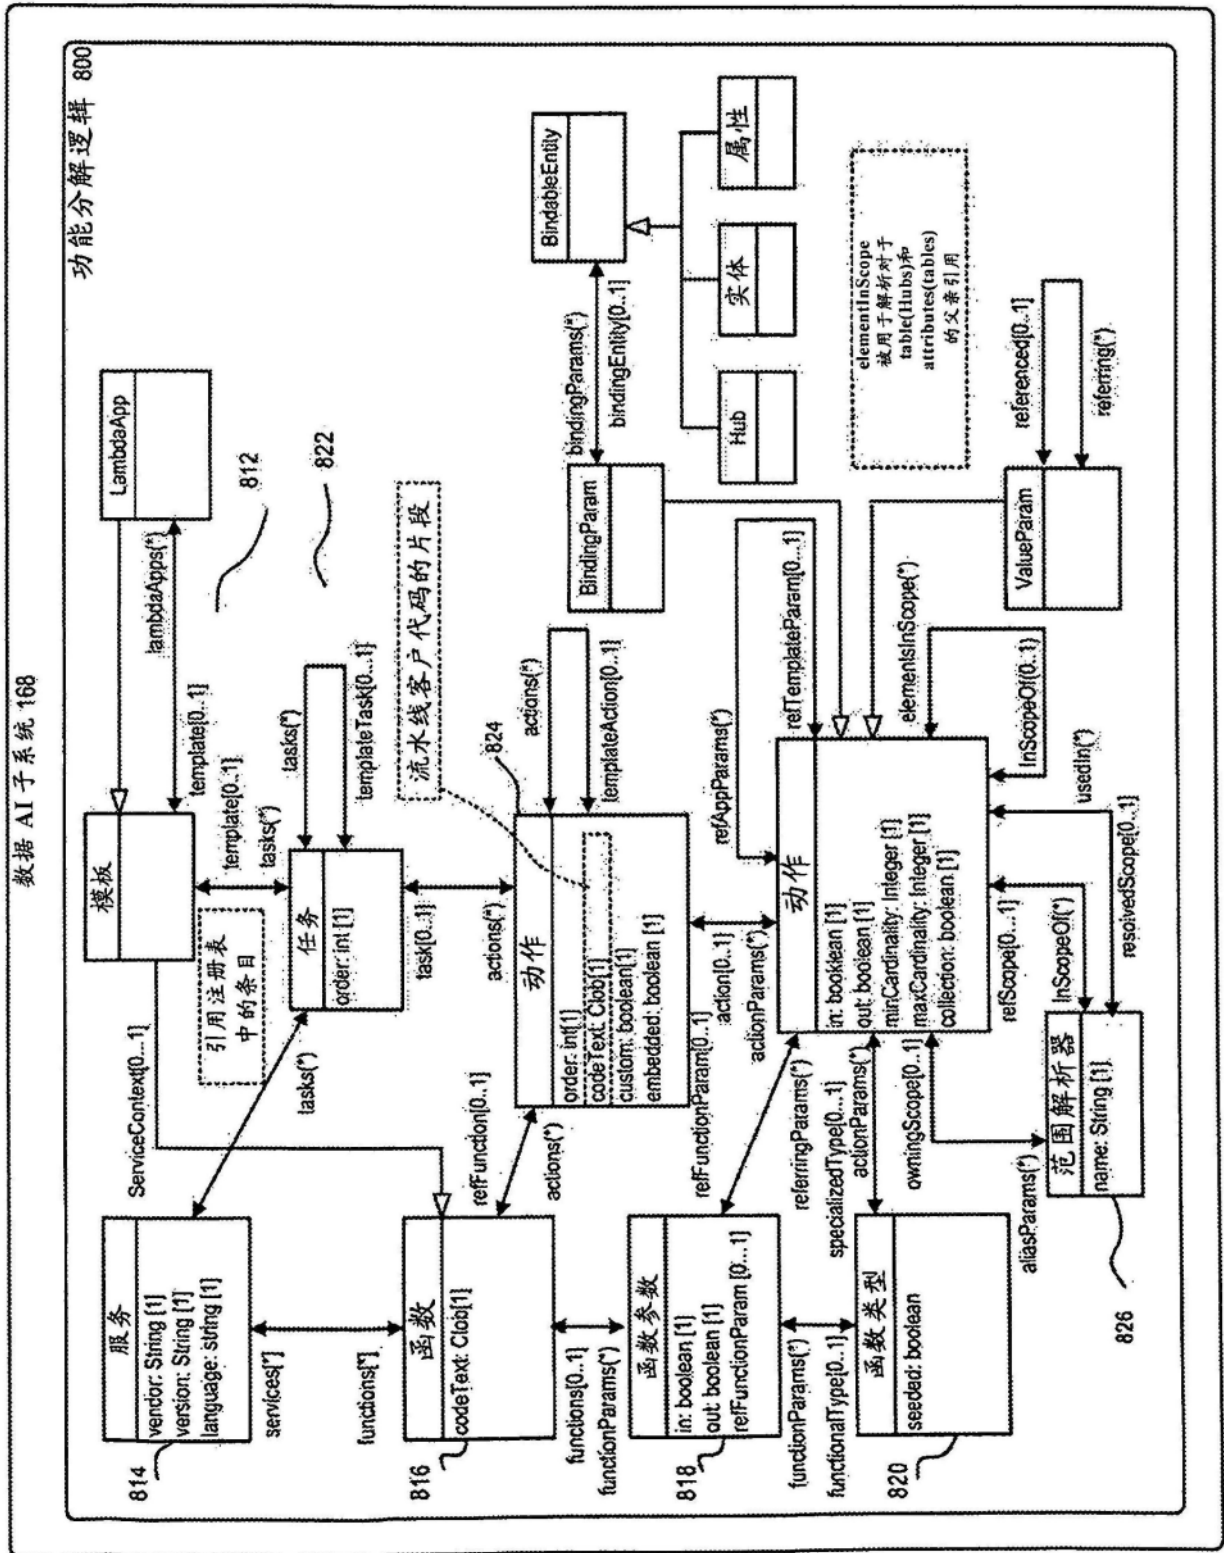 数据 AI 子系统 168
功能分解逻辑 800
服务
vendor: String [1]
version: String [1]
language: string [1]
814
services[*]
functions[*]
ServiceContext[0...1]
模板
template[0..1]
template[0..1]
tasks(*)
LambdaApp
lambdaApps(*)
812
822
引用注册表
中的条目
tasks(*)
任务
order: int [1]
tasks(*)
templateTask[0...1]
task[0..1]
actions(*)
流水线客户代码的片段
824
函数
codeText: Clob[1]
816
refFunction[0..1]
actions(*)
functions[0..1]
functionParams(*)
动作
order: int[1]
codeText: Clob[1]
custom: boolean[1]
embedded: boolean [1]
actions(*)
templateAction[0..1]
BindingParam
bindingParams(*)
bindingEntity[0..1]
BindableEntity
Hub
实体
属性
函数参数
in: boolean [1]
out: boolean [1]
refFunctionParam [0...1]
818
refFunctionParam[0..1]
action[0..1]
actionParams(*)
refAppParams(*)
refTemplateParam[0...1]
referringParams(*)
动作
in: booklean [1]
out: boolean [1]
minCardinality: Integer [1]
maxCardinality: Integer [1]
collection: boolean [1]
functionParams(*)
functionalType[0..1]
specializedType[0...1]
actionParams(*)
函数类型
seeded: boolean
820
owningScope[0..1]
aliasParams(*)
refScope[0...1]
InScopeOf(*)
elementsInScope(*)
InScopeOf(0..1)
usedIn(*)
resolvedScope[0..1]
范围解析器
name: String [1]
826
ValueParam
referenced[0..1]
referring(*)
elementInScope
被用于解析对于
table(Hubs)和
attributes(tables)
的父亲引用